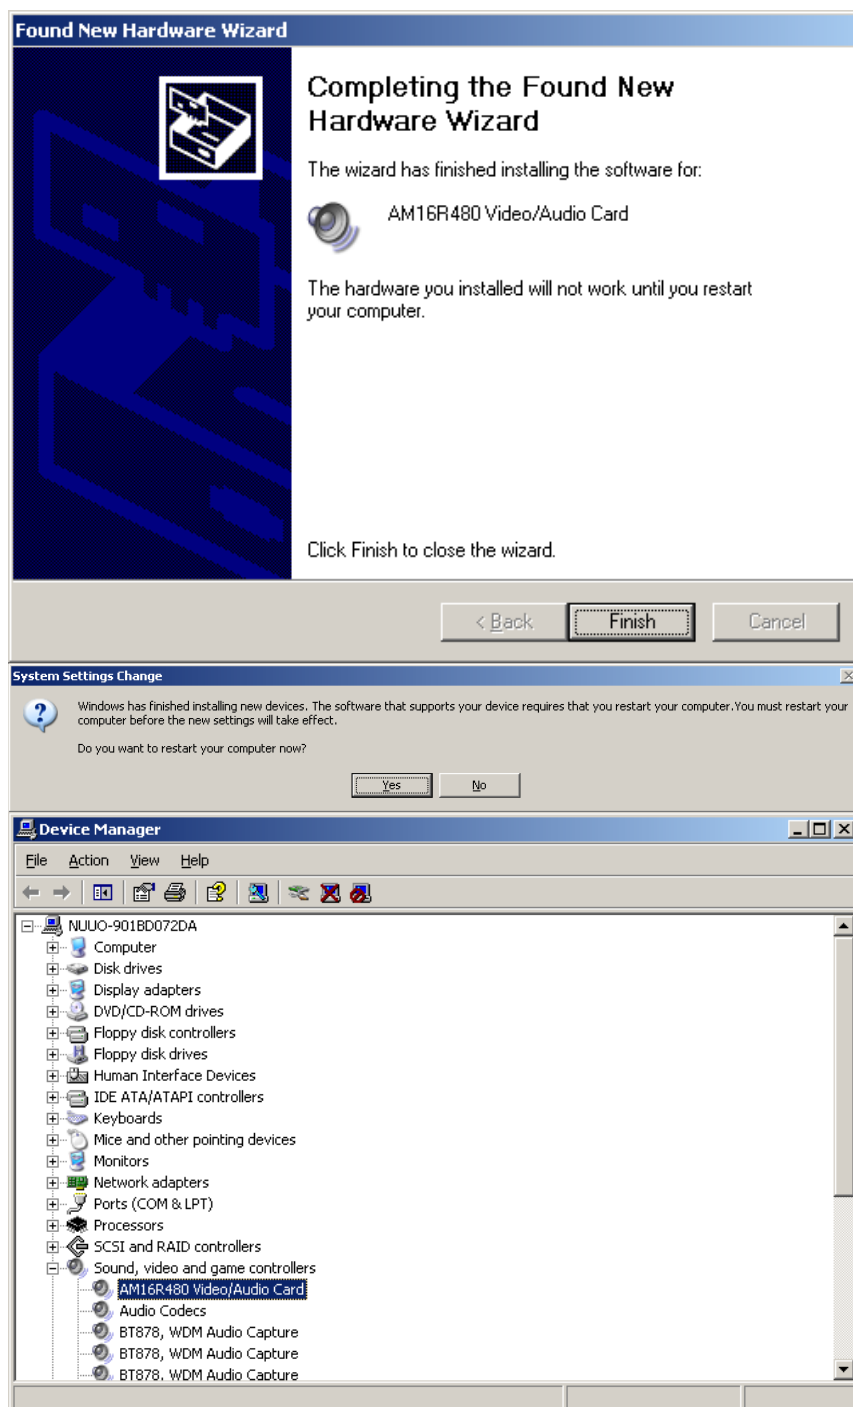 Found New Hardware Wizard
Completing the Found New
Hardware Wizard
The wizard has finished installing the software for:
AM16R480 Video/Audio Card
The hardware you installed will not work until you restart
your computer.
Click Finish to close the wizard.
< Back
Finish
Cancel
System Settings Change
Windows has finished installing new devices. The software that supports your device requires that you restart your computer.You must restart your
computer before the new settings will take effect.
Do you want to restart your computer now?
Yes
No
Device Manager
File Action View Help
NUUO-901BD072DA
Computer
Disk drives
Display adapters
DVD/CD-ROM drives
Floppy disk controllers
Floppy disk drives
Human Interface Devices
IDE ATA/ATAPI controllers
Keyboards
Mice and other pointing devices
Monitors
Network adapters
Ports (COM & LPT)
Processors
SCSI and RAID controllers
Sound, video and game controllers
AM16R480 Video/Audio Card
Audio Codecs
BT878, WDM Audio Capture
BT878, WDM Audio Capture
BT878, WDM Audio Capture